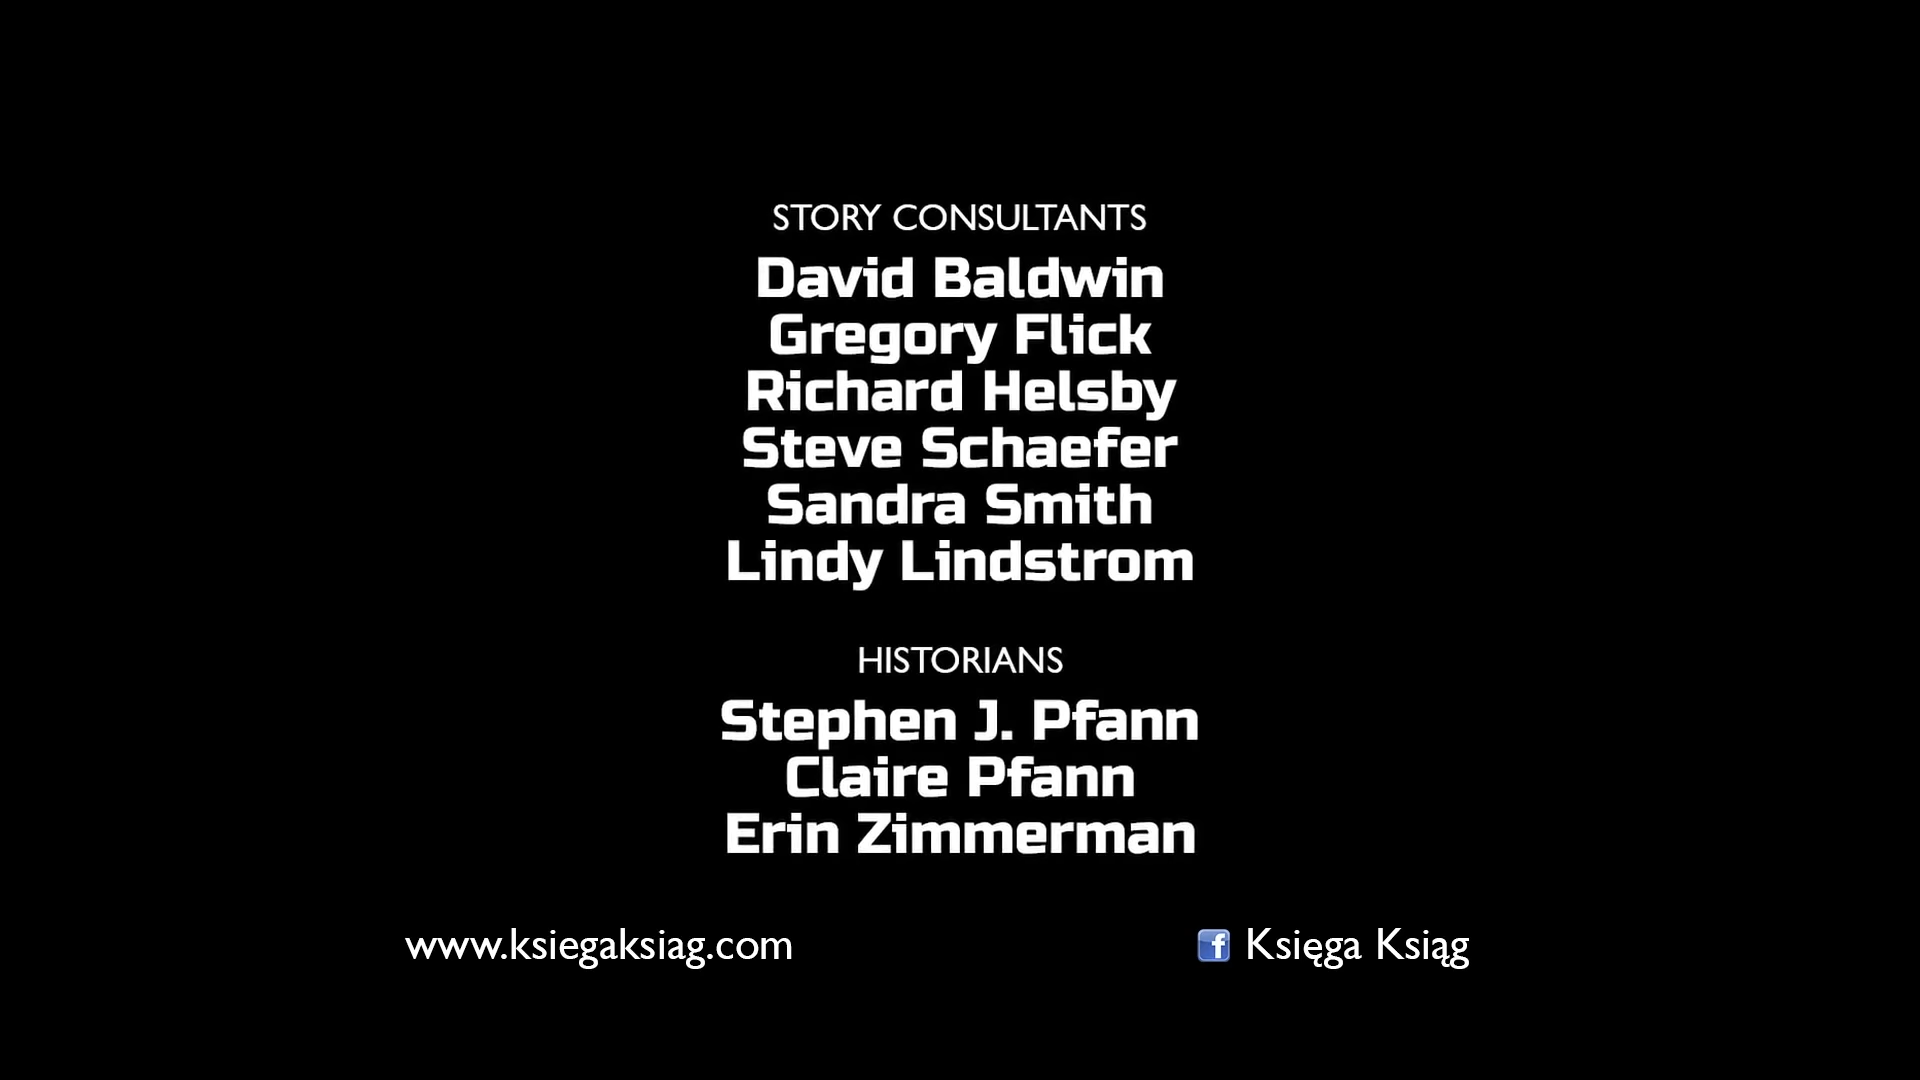 STORY CONSULTANTS
David Baldwin
Gregory Flick
Richard Helsby
Steve Schaefer
Sandra Smith
Lindy Lindstrom
HISTORIANS
Stephen J. Pfann
Claire Pfann
Erin Zimmerman
www.ksiegaksiag.com
f Księga Ksiąg